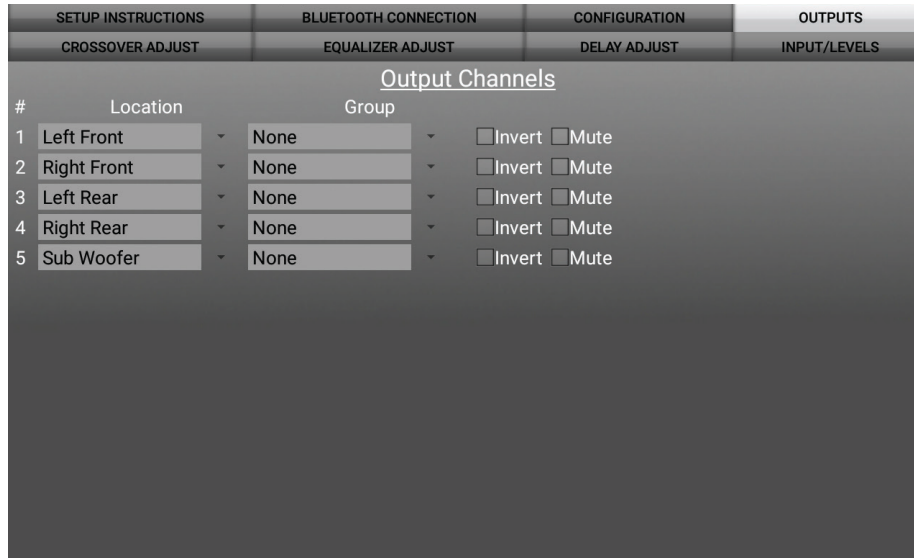 SETUP INSTRUCTIONS BLUETOOTH CONNECTION CONFIGURATION OUTPUTS
CROSSOVER ADJUST EQUALIZER ADJUST DELAY ADJUST INPUT/LEVELS
Output Channels
# Location Group
1 Left Front None Invert Mute
2 Right Front None Invert Mute
3 Left Rear None Invert Mute
4 Right Rear None Invert Mute
5 Sub Woofer None Invert Mute